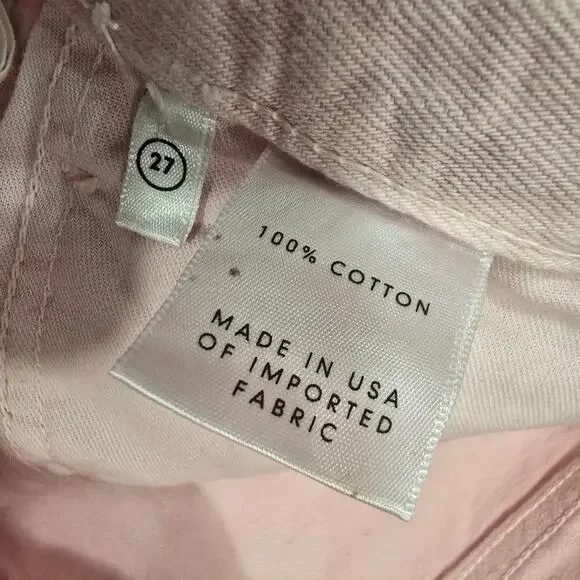 27
100% COTTON
MADE IN USA
OF IMPORTED
FABRIC